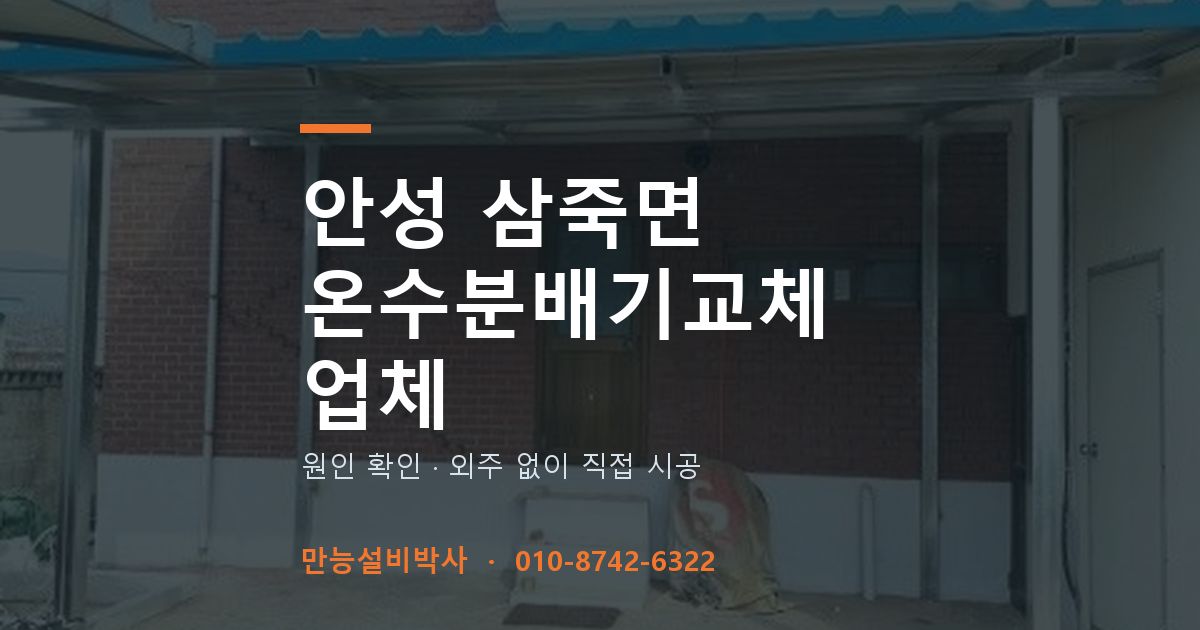 안성 삼죽면
온수분배기교체
업체
원인 확인 · 외주 없이 직접 시공
만능설비박사 · 010-8742-6322